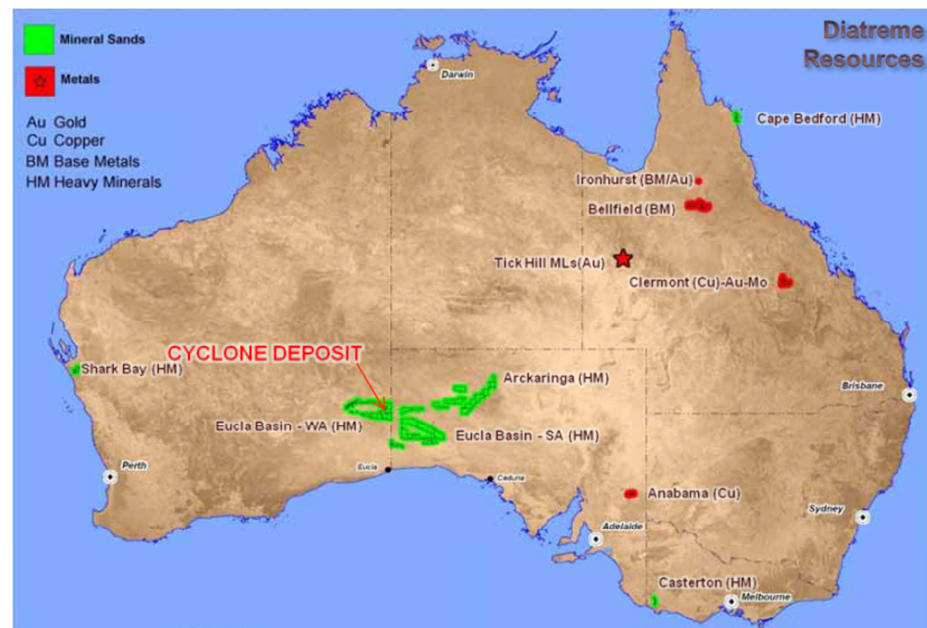 Mineral Sands
Metals
Au Gold
Cu Copper
BM Base Metals
HM Heavy Minerals
Diatreme
Resources
Darwin
Cape Bedford (HM)
Ironhurst (BM/Au)
Bellfield (BM)
Tick Hill MLs(Au)
Clermont (Cu)-Au-Mo
CYCLONE DEPOSIT
Shark Bay (HM)
Arckaringa (HM)
Brisbane
Eucla Basin - WA (HM)
Eucla Basin - SA (HM)
Perth
Eucla
Ceduna
Anabama (Cu)
Sydney
Adelaide
Casterton (HM)
Melbourne